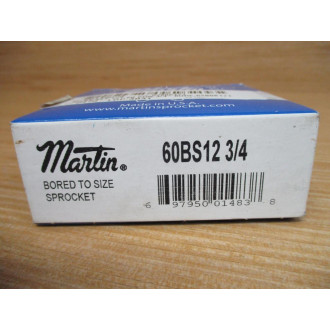 Made in U.S.A.
www.martinsprocket.com
Martin®
60BS12 3/4
BORED TO SIZE
SPROCKET
6 97950 01483 8